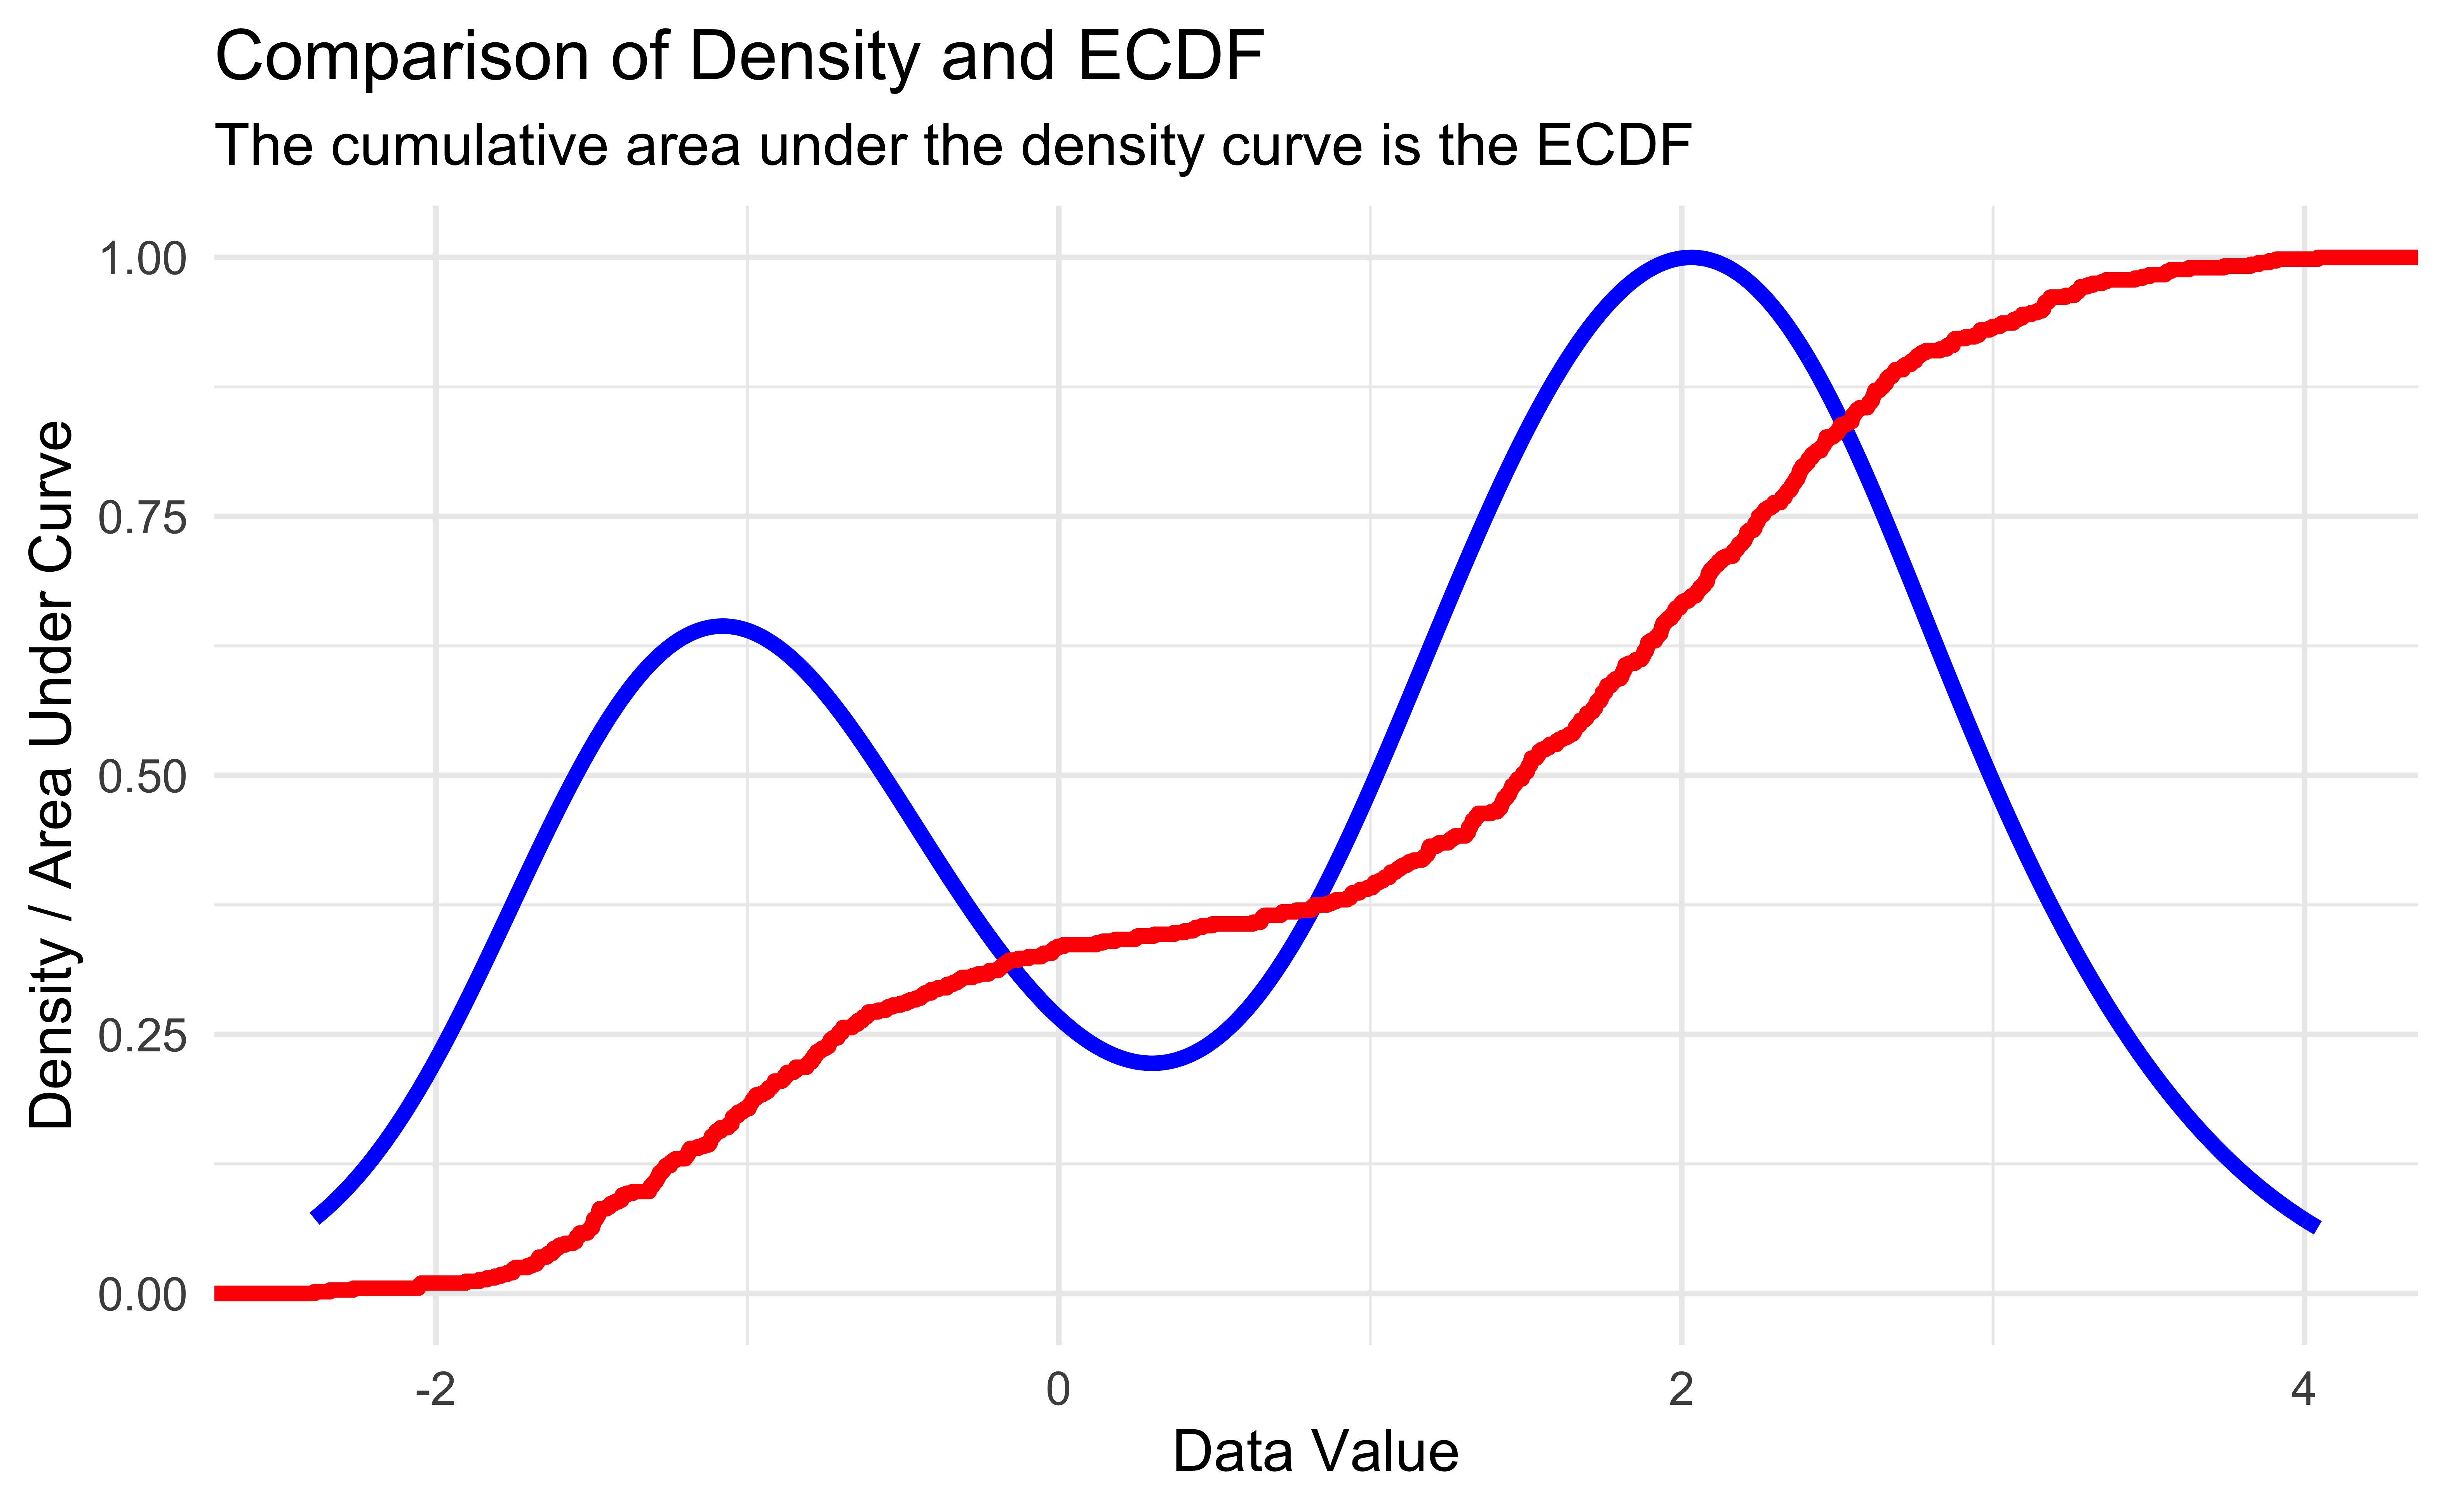 Comparison of Density and ECDF
The cumulative area under the density curve is the ECDF
Density / Area Under Curve
1.00
0.75
0.50
0.25
0.00
-2
0
2
4
Data Value